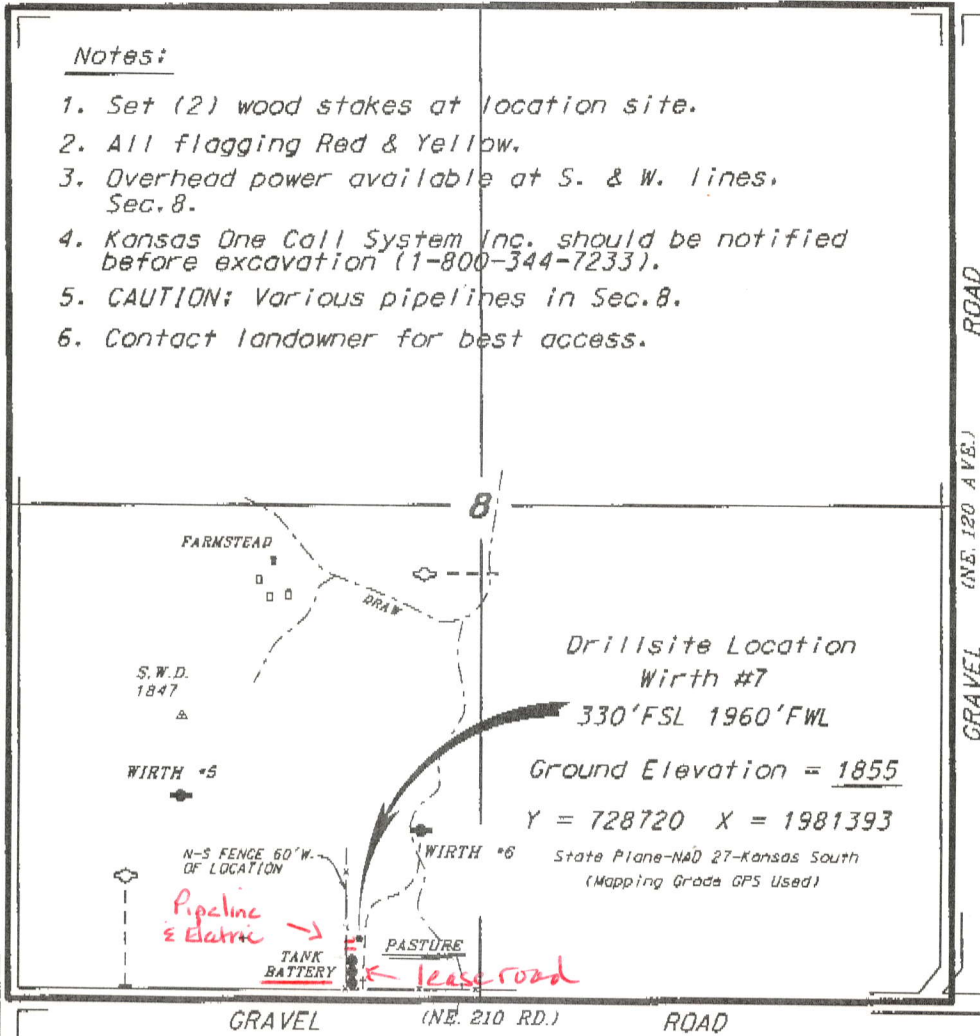 Notes:
1. Set (2) wood stakes at location site.
2. All flagging Red & Yellow.
3. Overhead power available at S. & W. lines.
Sec. 8.
4. Kansas One Call System Inc. should be notified
before excavation (1-800-344-7233).
5. CAUTION: Various pipelines in Sec. 8.
6. Contact landowner for best access.
ROAD
(NE. 120 AVE.)
GRAVEL
8
FARMSTEAD
DRAW
S.W.D.
1847
WIRTH #5
Drillsite Location
Wirth #7
330' FSL 1960' FWL
Ground Elevation = 1855
Y = 728720 X = 1981393
State Plane-NAD 27-Kansas South
(Mapping Grade GPS Used)
WIRTH #6
N-S FENCE 60' W.
OF LOCATION
Pipeline
& Elatric
TANK
BATTERY
PASTURE
lease road
GRAVEL (NE. 210 RD.) ROAD